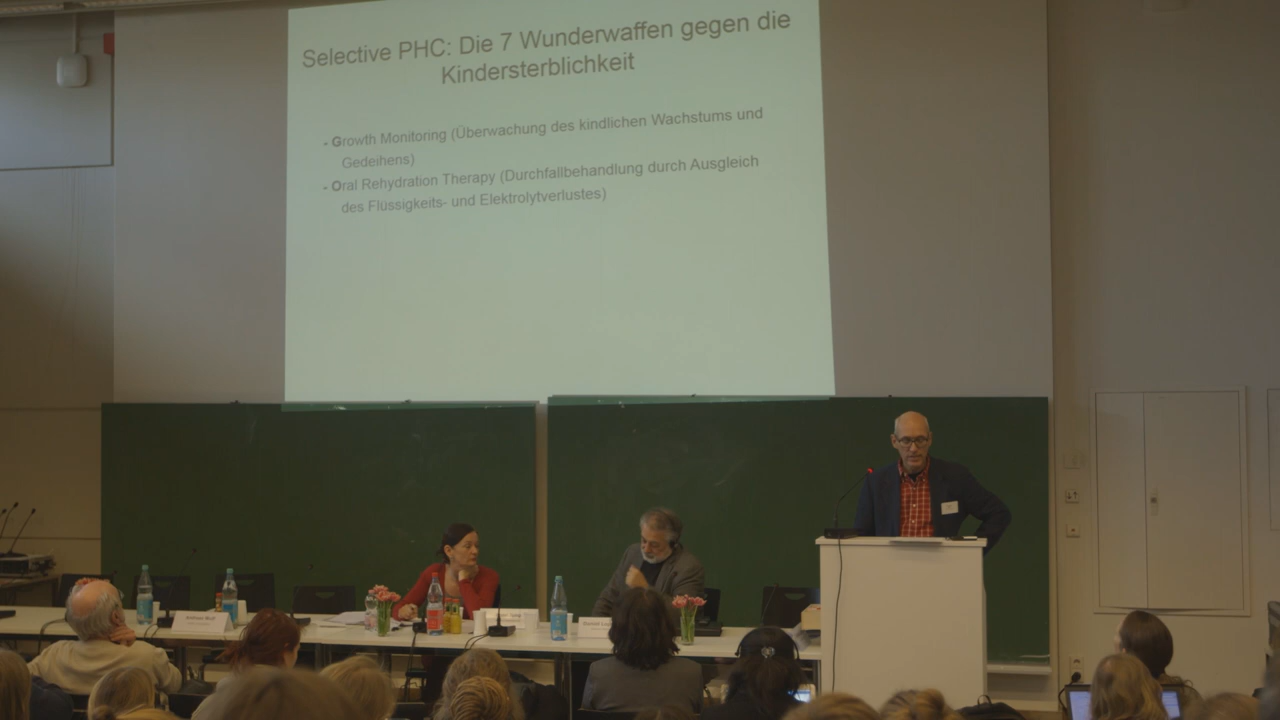 Selective PHC: Die 7 Wunderwaffen gegen die
Kindersterblichkeit
- Growth Monitoring (Überwachung des kindlichen Wachstums und
Gedeihens)
- Oral Rehydration Therapy (Durchfallbehandlung durch Ausgleich
des Flüssigkeits- und Elektrolytverlustes)